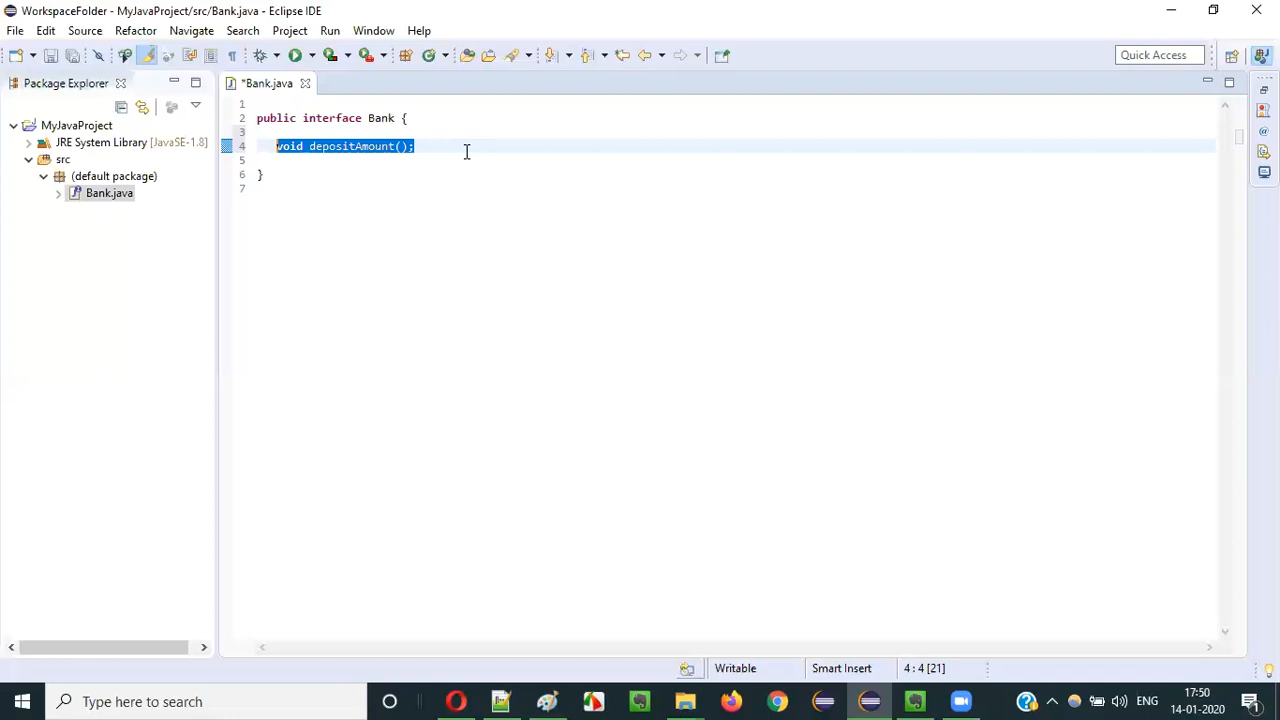 WorkspaceFolder - MyJavaProject/src/Bank.java - Eclipse IDE
File Edit Source Refactor Navigate Search Project Run Window Help
Quick Access
Package Explorer
*Bank.java
MyJavaProject
JRE System Library [JavaSE-1.8]
src
(default package)
Bank.java
1
2 public interface Bank {
3
4 void depositAmount();
5
6 }
7
Writable Smart Insert 4 : 4 [21]
Type here to search
ENG
17:50
14-01-2020
1